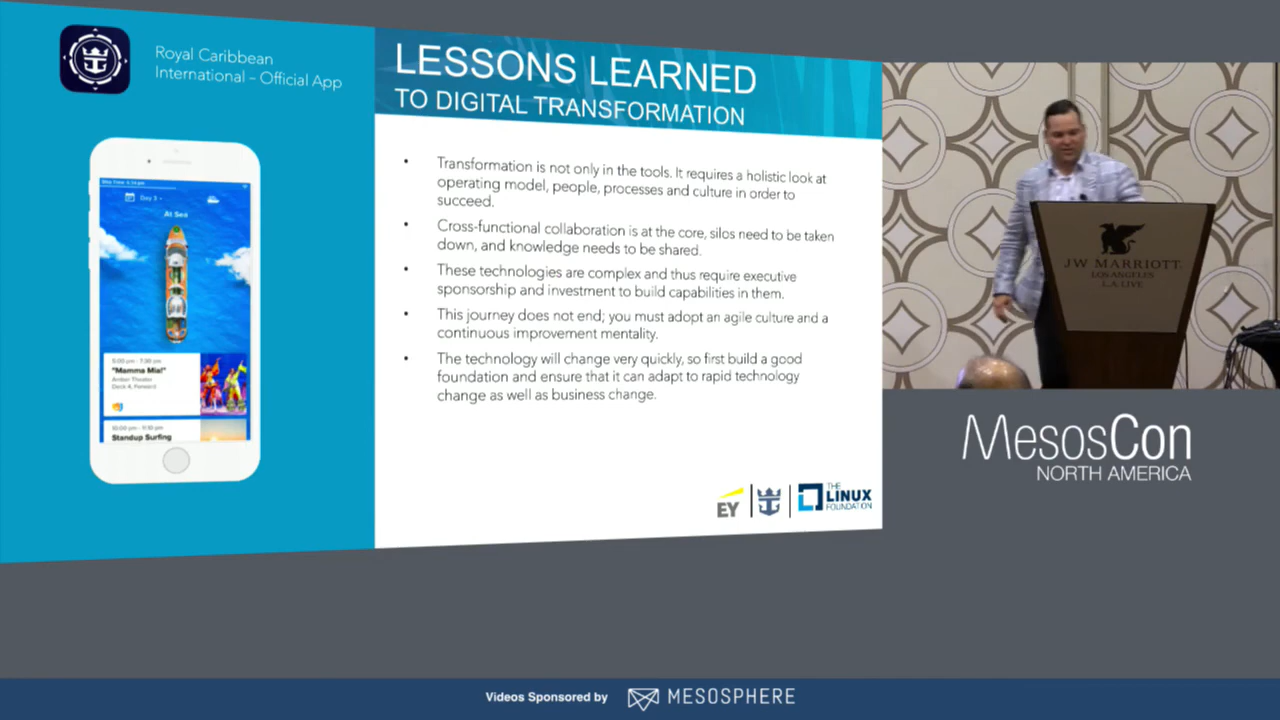 Royal Caribbean
International – Official App
LESSONS LEARNED
TO DIGITAL TRANSFORMATION
Day 3
At Sea
5:00 pm - 7:30 pm
"Mamma Mia!"
Amber Theater
Deck 4, Forward
10:00 pm - 11:10 pm
Standup Surfing
• Transformation is not only in the tools. It requires a holistic look at
operating model, people, processes and culture in order to
succeed.
• Cross-functional collaboration is at the core, silos need to be taken
down, and knowledge needs to be shared.
• These technologies are complex and thus require executive
sponsorship and investment to build capabilities in them.
• This journey does not end; you must adopt an agile culture and a
continuous improvement mentality.
• The technology will change very quickly, so first build a good
foundation and ensure that it can adapt to rapid technology
change as well as business change.
EY
THE
LINUX
FOUNDATION
JW MARRIOTT
LOS ANGELES
L.A. LIVE
MesosCon
NORTH AMERICA
Videos Sponsored by
MESOSPHERE